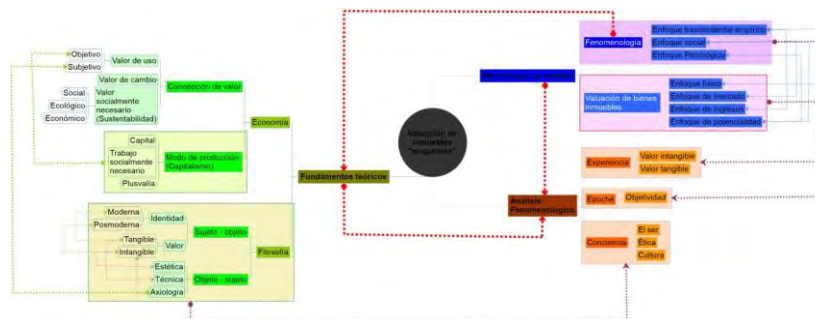 Objetivo
Subjetivo
Valor de uso
Valor de cambio
Social
Ecológico
Económico
Valor
socialmente
necesario
(Sustentabilidad)
Concepción de valor
Economía
Capital
Trabajo
socialmente
necesario
Plusvalía
Modo de producción
(Capitalismo)
Fundamentos teóricos
Moderna
Posmoderna
Identidad
Tangible
Intangible
Valor
Sujeto - objeto
Filosofía
Estética
Técnica
Axiología
Objeto - sujeto
Valuación de
inmuebles
Análisis
Fenomenológico
Fenomenología
Enfoque trascendental empírico
Enfoque social
Enfoque Psicológico
Valuación de bienes
inmuebles
Enfoque físico
Enfoque de mercado
Enfoque de ingresos
Enfoque de potencialidad
Experiencia
Valor intangible
Valor tangible
Epoché
Objetividad
Conciencia
El ser
Ética
Cultura